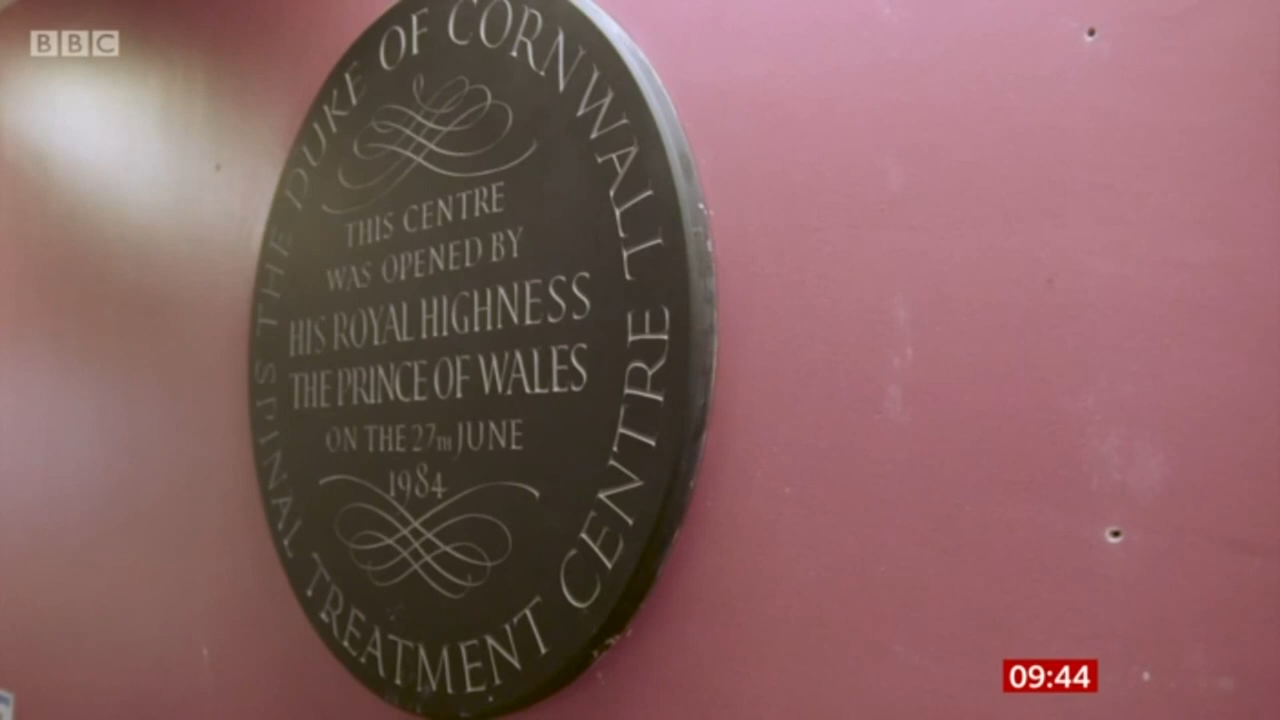 BBC
THE DUKE OF CORNWALL
SPINAL TREATMENT CENTRE
THIS CENTRE
WAS OPENED BY
HIS ROYAL HIGHNESS
THE PRINCE OF WALES
ON THE 27TH JUNE
1984
09:44